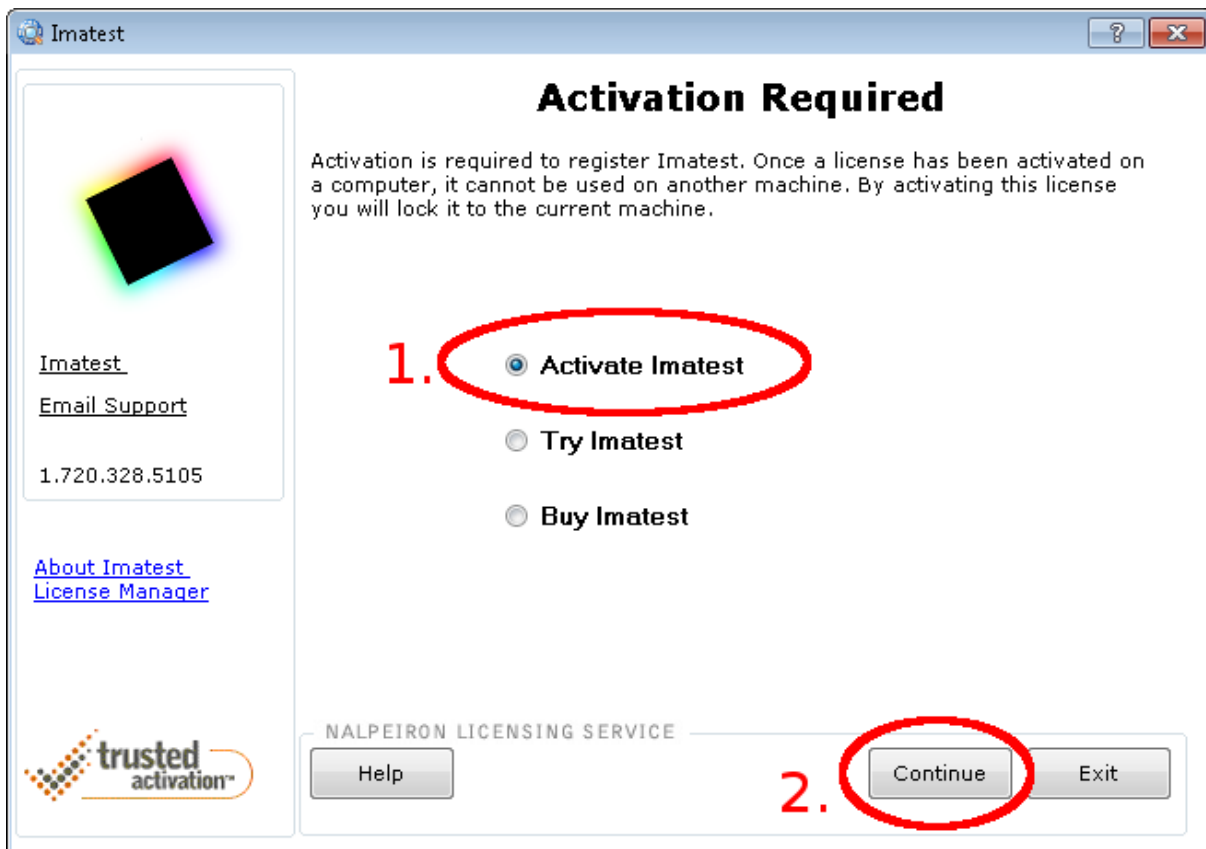 Imatest
Activation Required
Activation is required to register Imatest. Once a license has been activated on
a computer, it cannot be used on another machine. By activating this license
you will lock it to the current machine.
Imatest
Email Support
1.720.328.5105
About Imatest
License Manager
1.
Activate Imatest
Try Imatest
Buy Imatest
trusted
activation™
NALPEIRON LICENSING SERVICE
Help
2.
Continue
Exit